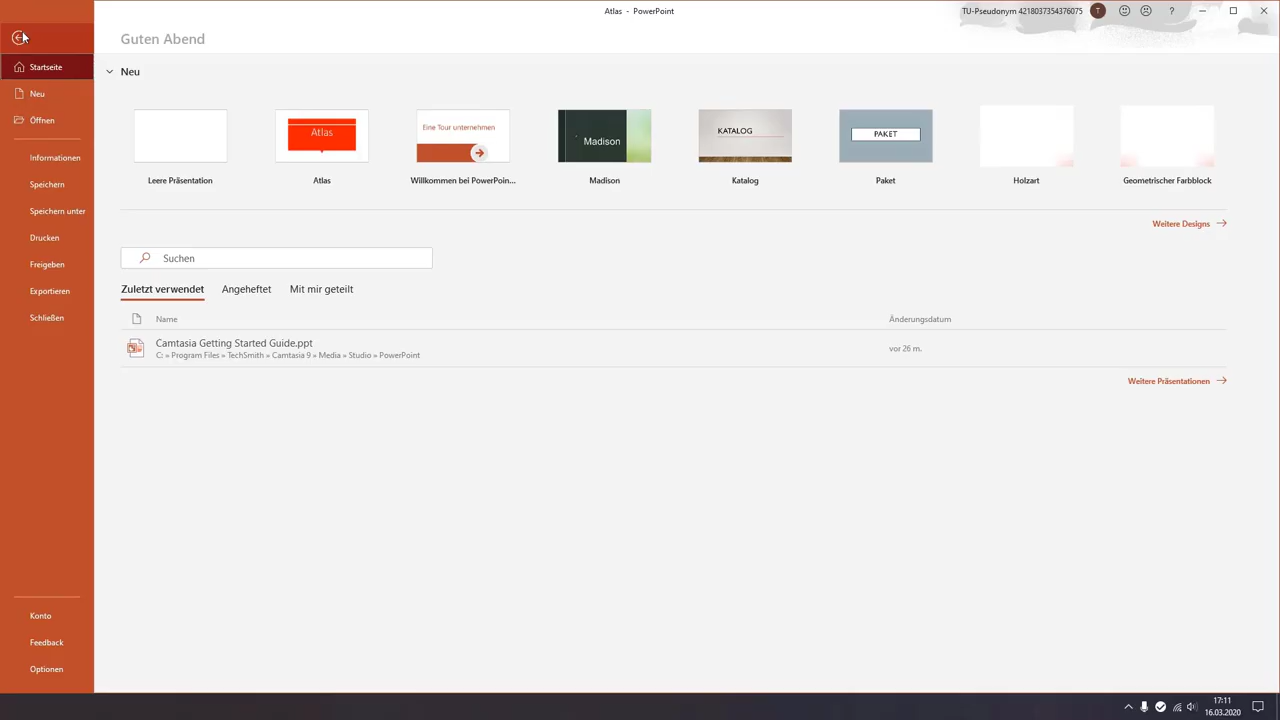 Atlas - PowerPoint
TU-Pseudonym 4218037354376075
T
?
Guten Abend
Startseite
Neu
Öffnen
Informationen
Speichern
Speichern unter
Drucken
Freigeben
Exportieren
Schließen
Konto
Feedback
Optionen
Neu
Atlas
Eine Tour unternehmen
Madison
KATALOG
PAKET
Leere Präsentation
Atlas
Willkommen bei PowerPoin...
Madison
Katalog
Paket
Holzart
Geometrischer Farbblock
Weitere Designs
Suchen
Zuletzt verwendet
Angeheftet
Mit mir geteilt
Name
Änderungsdatum
Camtasia Getting Started Guide.ppt
C: » Program Files » TechSmith » Camtasia 9 » Media » Studio » PowerPoint
vor 26 m.
Weitere Präsentationen
17:11
16.03.2020